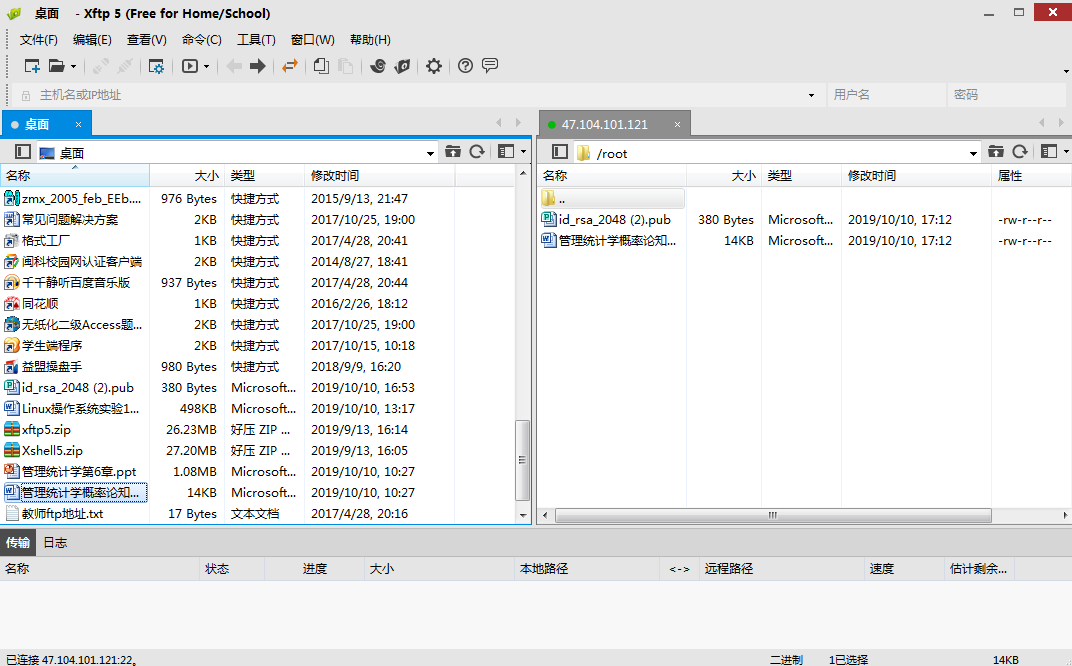 桌面 - Xftp 5 (Free for Home/School)
文件(F) 编辑(E) 查看(V) 命令(C) 工具(T) 窗口(W) 帮助(H)
主机名或IP地址 用户名 密码
桌面 × 47.104.101.121 ×
桌面 /root
名称 大小 类型 修改时间 名称 大小 类型 修改时间 属性
zmx_2005_feb_EEb.... 976 Bytes 快捷方式 2015/9/13, 21:47 ..
常见问题解决方案 2KB 快捷方式 2017/10/25, 19:00 id_rsa_2048 (2).pub 380 Bytes Microsoft... 2019/10/10, 17:12 -rw-r--r--
格式工厂 1KB 快捷方式 2017/4/28, 20:41 管理统计学概率论知... 14KB Microsoft... 2019/10/10, 17:12 -rw-r--r--
闽科校园网认证客户端 2KB 快捷方式 2014/8/27, 18:41
千千静听百度音乐版 937 Bytes 快捷方式 2017/4/28, 20:44
同花顺 1KB 快捷方式 2016/2/26, 18:12
无纸化二级Access题... 2KB 快捷方式 2017/10/25, 19:00
学生端程序 2KB 快捷方式 2017/10/15, 10:18
益盟操盘手 980 Bytes 快捷方式 2018/9/9, 16:20
id_rsa_2048 (2).pub 380 Bytes Microsoft... 2019/10/10, 16:53
Linux操作系统实验1... 498KB Microsoft... 2019/10/10, 13:17
xftp5.zip 26.23MB 好压 ZIP ... 2019/9/13, 16:14
Xshell5.zip 27.20MB 好压 ZIP ... 2019/9/13, 16:05
管理统计学第6章.ppt 1.08MB Microsoft... 2019/10/10, 10:27
管理统计学概率论知... 14KB Microsoft... 2019/10/10, 10:27
教师ftp地址.txt 17 Bytes 文本文档 2017/4/28, 20:16
传输 日志
名称 状态 进度 大小 本地路径 <-> 远程路径 速度 估计剩余...
已连接 47.104.101.121:22。 二进制 1已选择 14KB